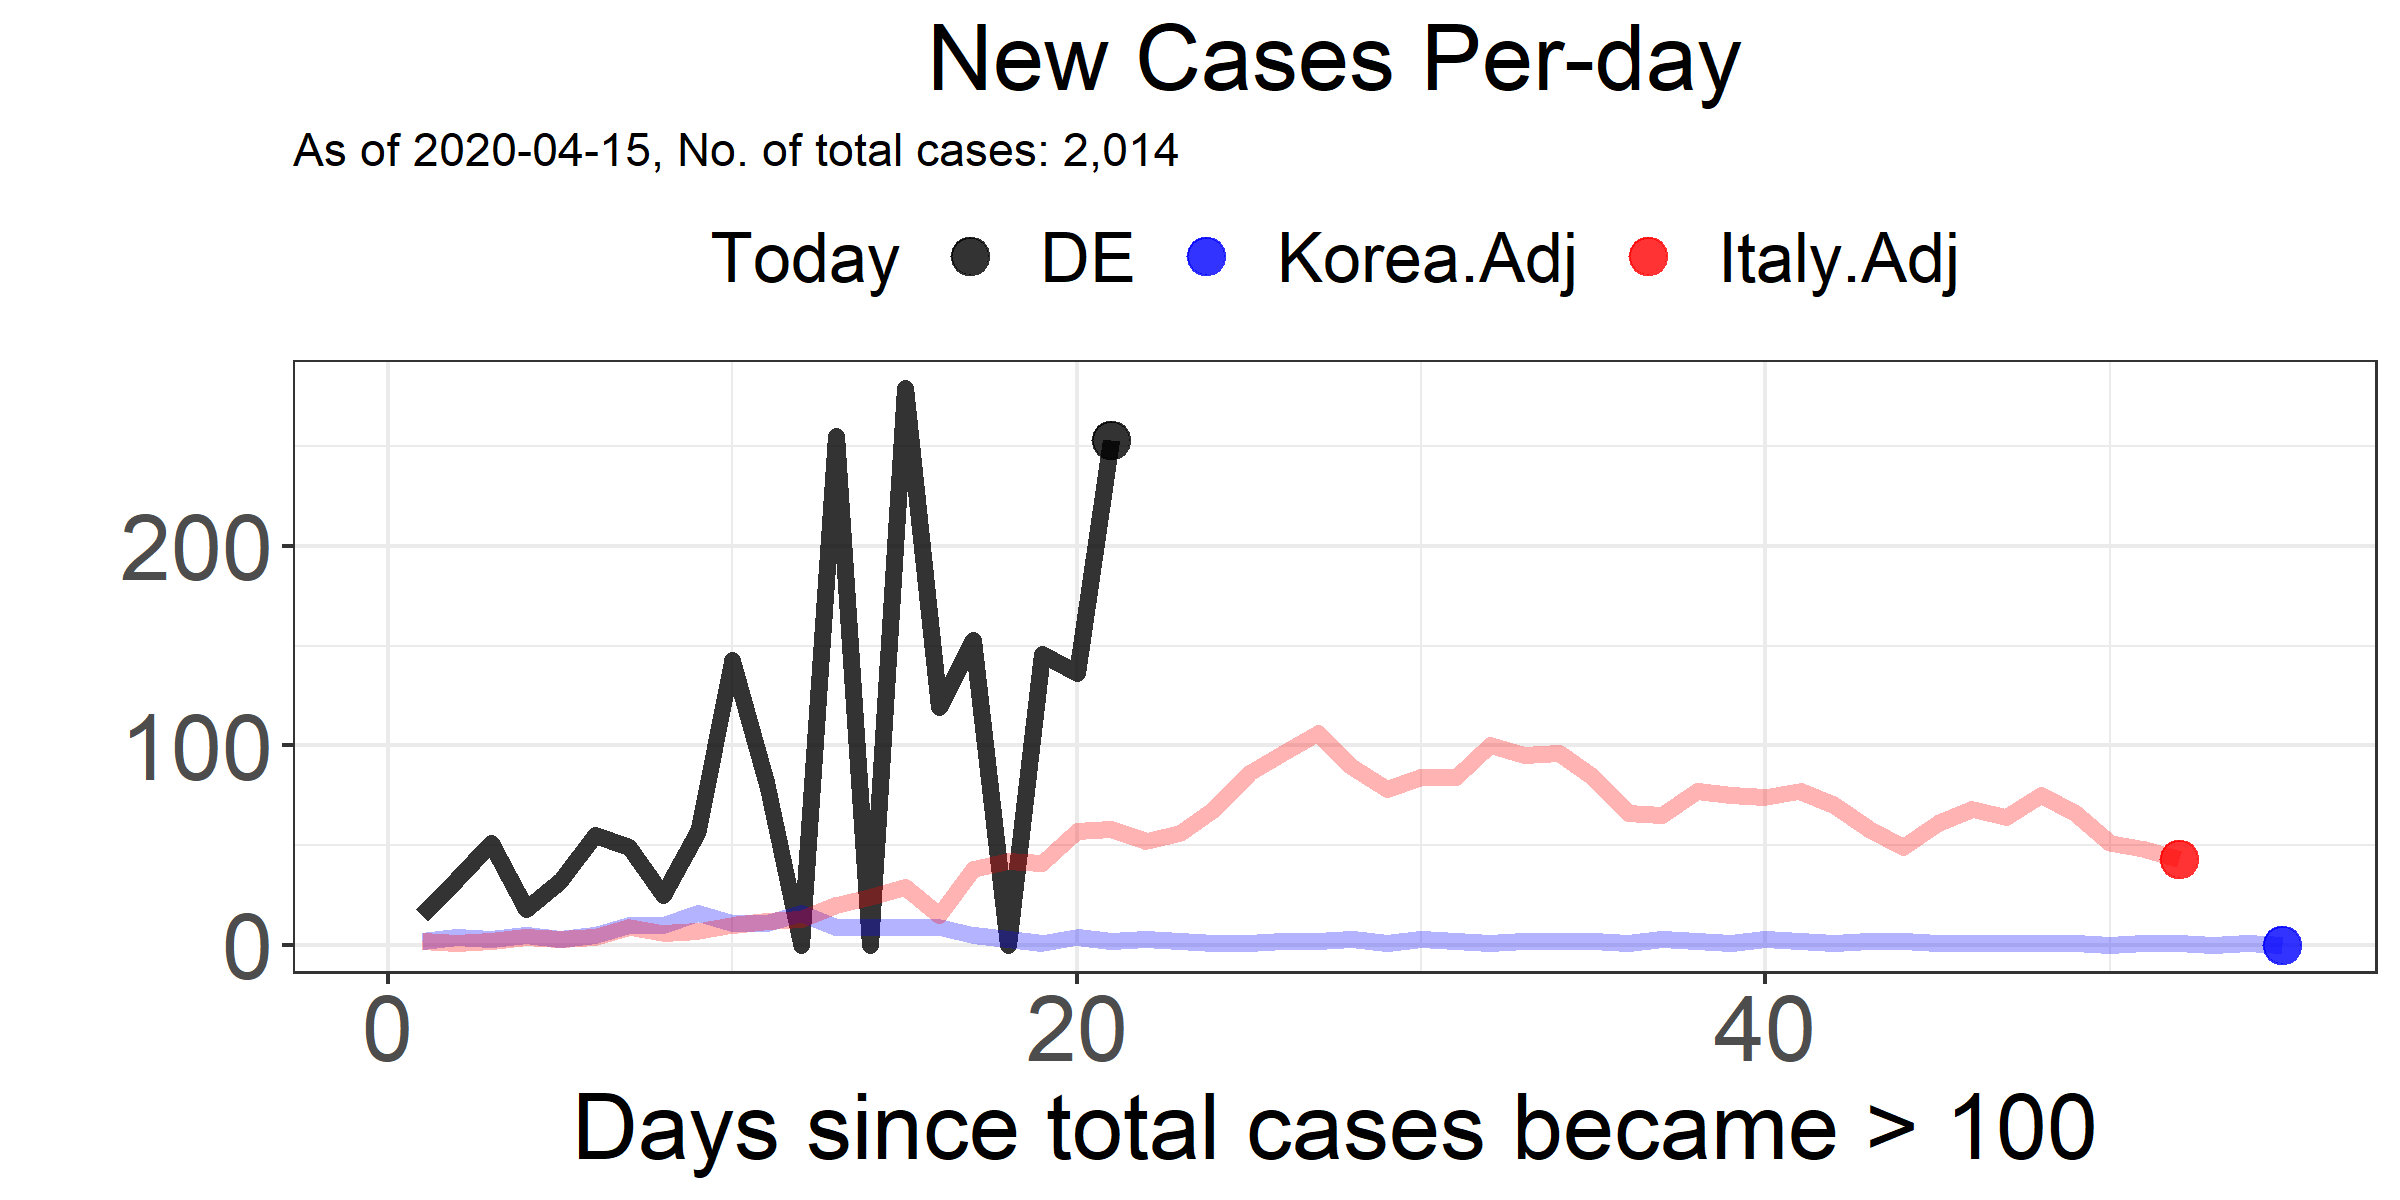 New Cases Per-day
As of 2020-04-15, No. of total cases: 2,014
Today DE Korea.Adj Italy.Adj
200
100
0
0 20 40
Days since total cases became > 100